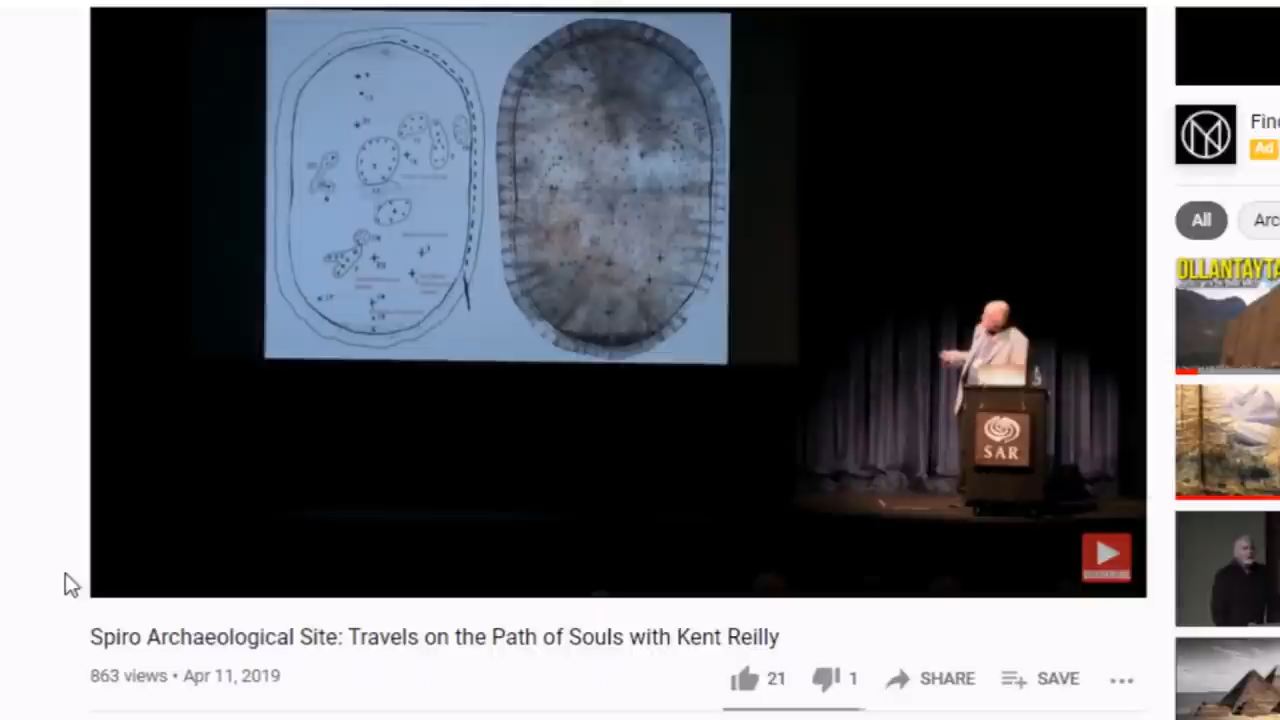 SAR
Spiro Archaeological Site: Travels on the Path of Souls with Kent Reilly
863 views • Apr 11, 2019
21
1
SHARE
SAVE
Fin
Ad
All
Arc
OLLANTAYTA